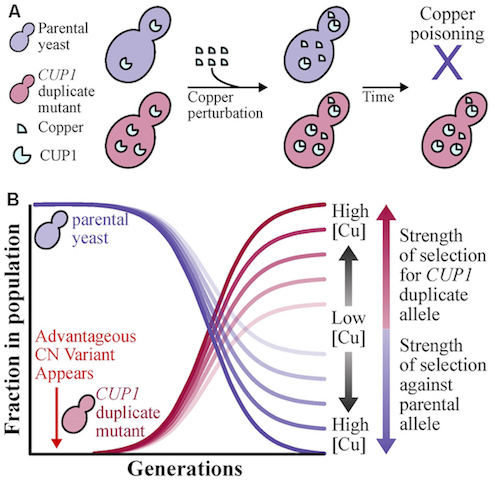 A
Parental
yeast
CUP1
duplicate
mutant
Copper
CUP1
Copper
perturbation
Time
Copper
poisoning
X
B
parental
yeast
Advantageous
CN Variant
Appears
CUP1
duplicate
mutant
Fraction in population
Generations
High
[Cu]
Low
[Cu]
High
[Cu]
Strength
of selection
for CUP1
duplicate
allele
Strength
of selection
against
parental
allele